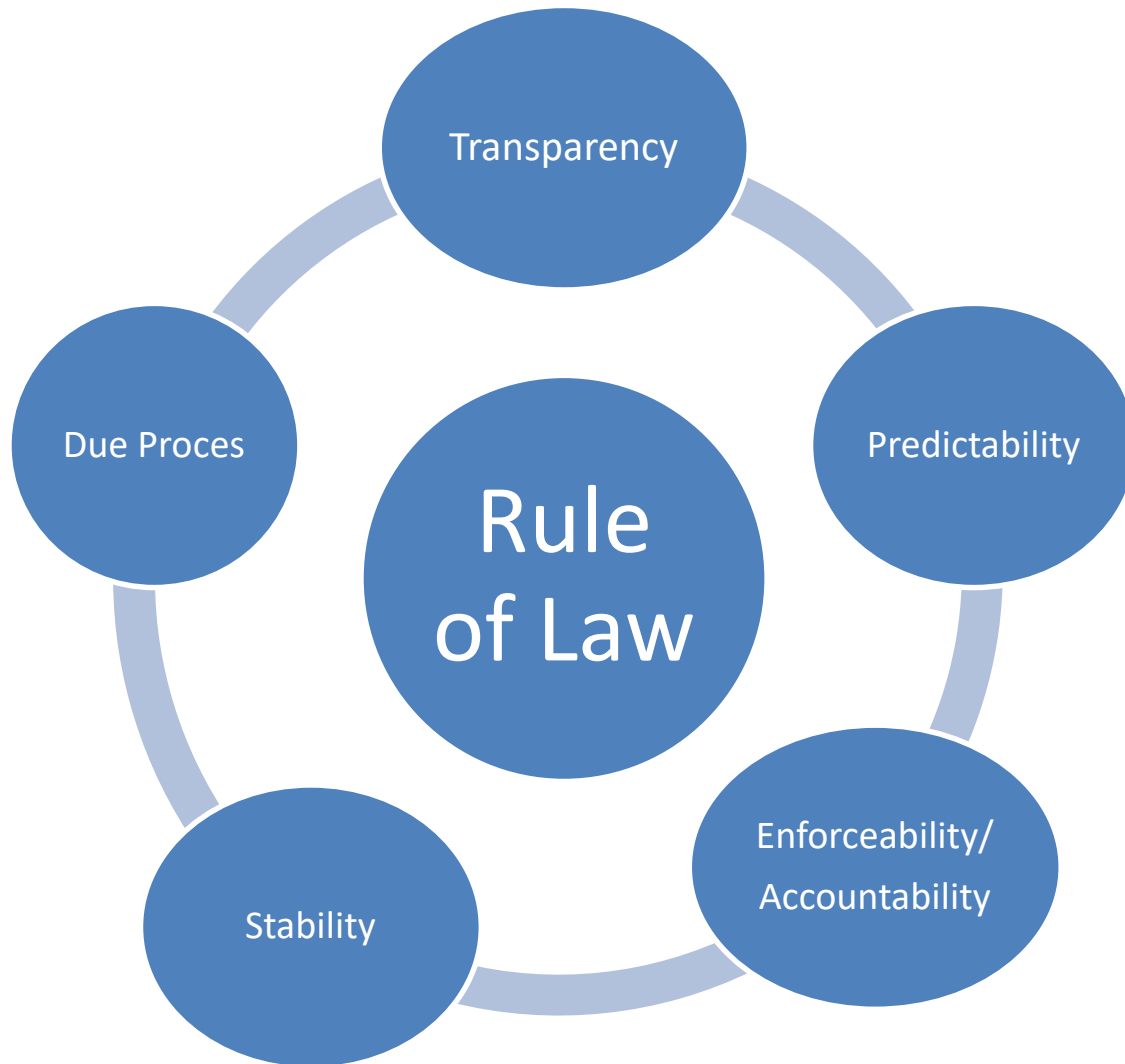 Transparency
Due Proces
Predictability
Rule
of Law
Enforceability/
Accountability
Stability